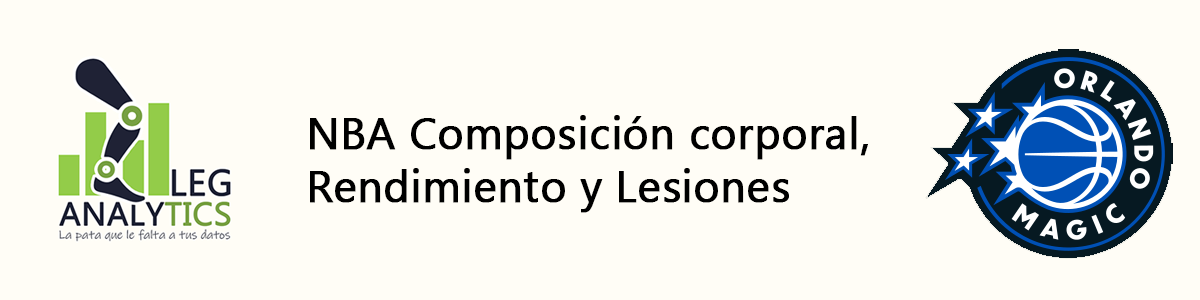 LEG
ANALYTICS
La pata que le falta a tus datos
NBA Composición corporal,
Rendimiento y Lesiones
ORLANDO
MAGIC